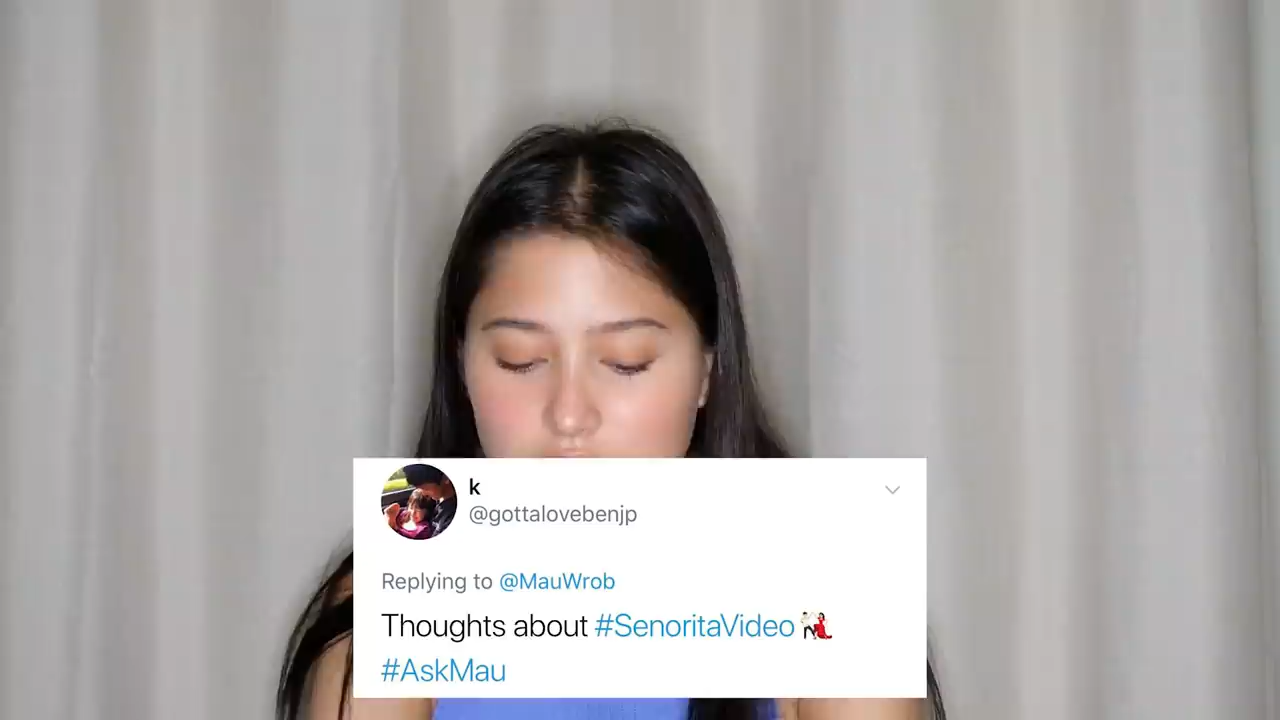 k
@gottalovebenjp
Replying to @MauWrob
Thoughts about #SenoritaVideo💃🕺
#AskMau